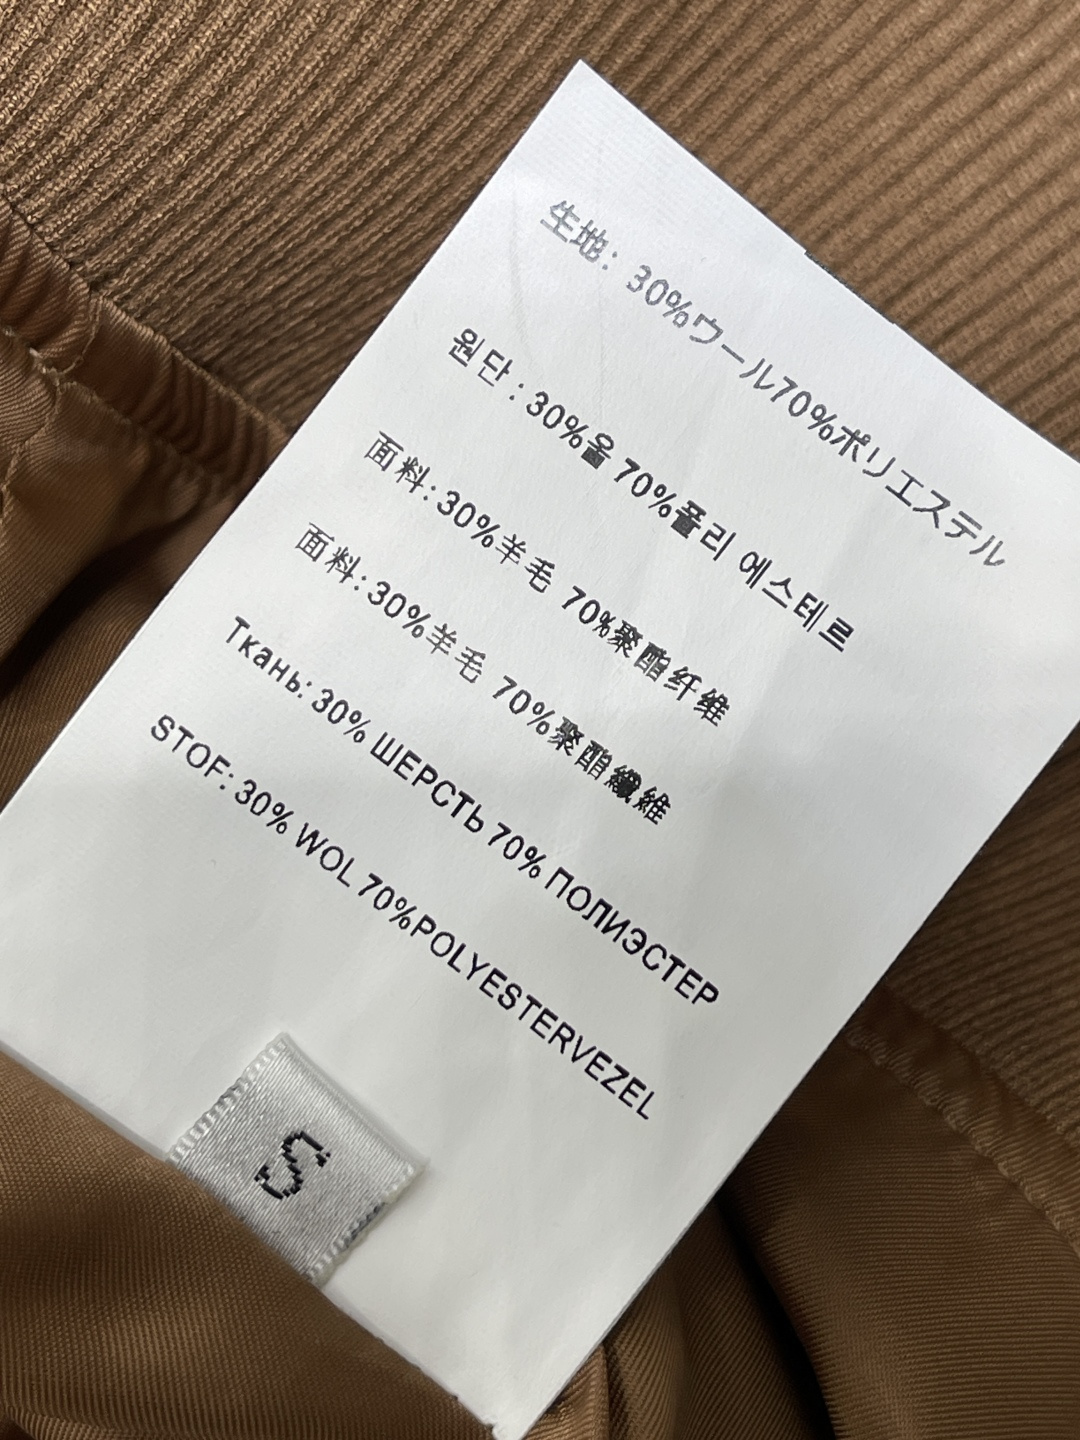 生地: 30%ウール70%ポリエステル
원단 : 30%울 70%폴리 에스테르
面料:30%羊毛 70%聚酯纤维
面料:30%羊毛 70%聚酯纖維
Ткань:30% ШЕРСТЬ 70% ПОЛИЭСТЕР
STOF:30% WOL 70%POLYESTERVEZEL
S